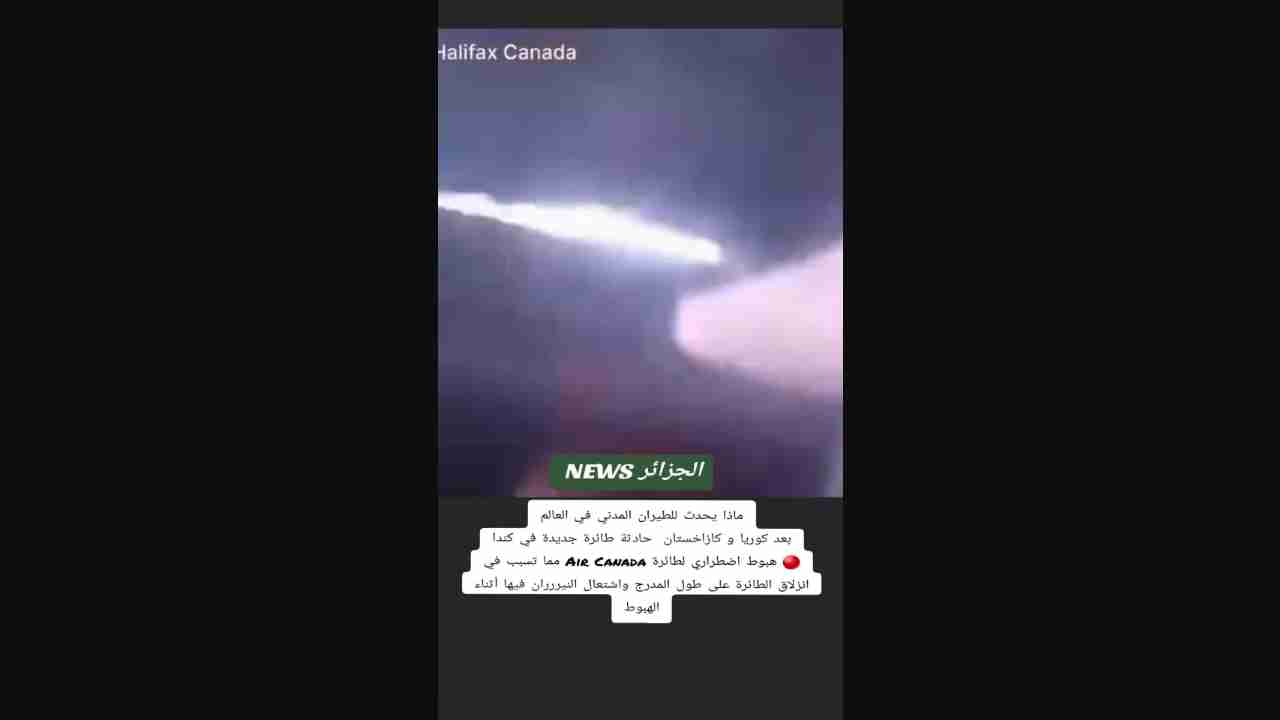 Halifax Canada
الجزائر NEWS
ماذا يحدث للطيران المدني في العالم
بعد كوريا و كازاخستان حادثة طائرة جديدة في كندا
🔴 هبوط اضطراري لطائرة AIR CANADA مما تسبب في
انزلاق الطائرة على طول المدرج واشتعال النيرران فيها أثناء
الهبوط